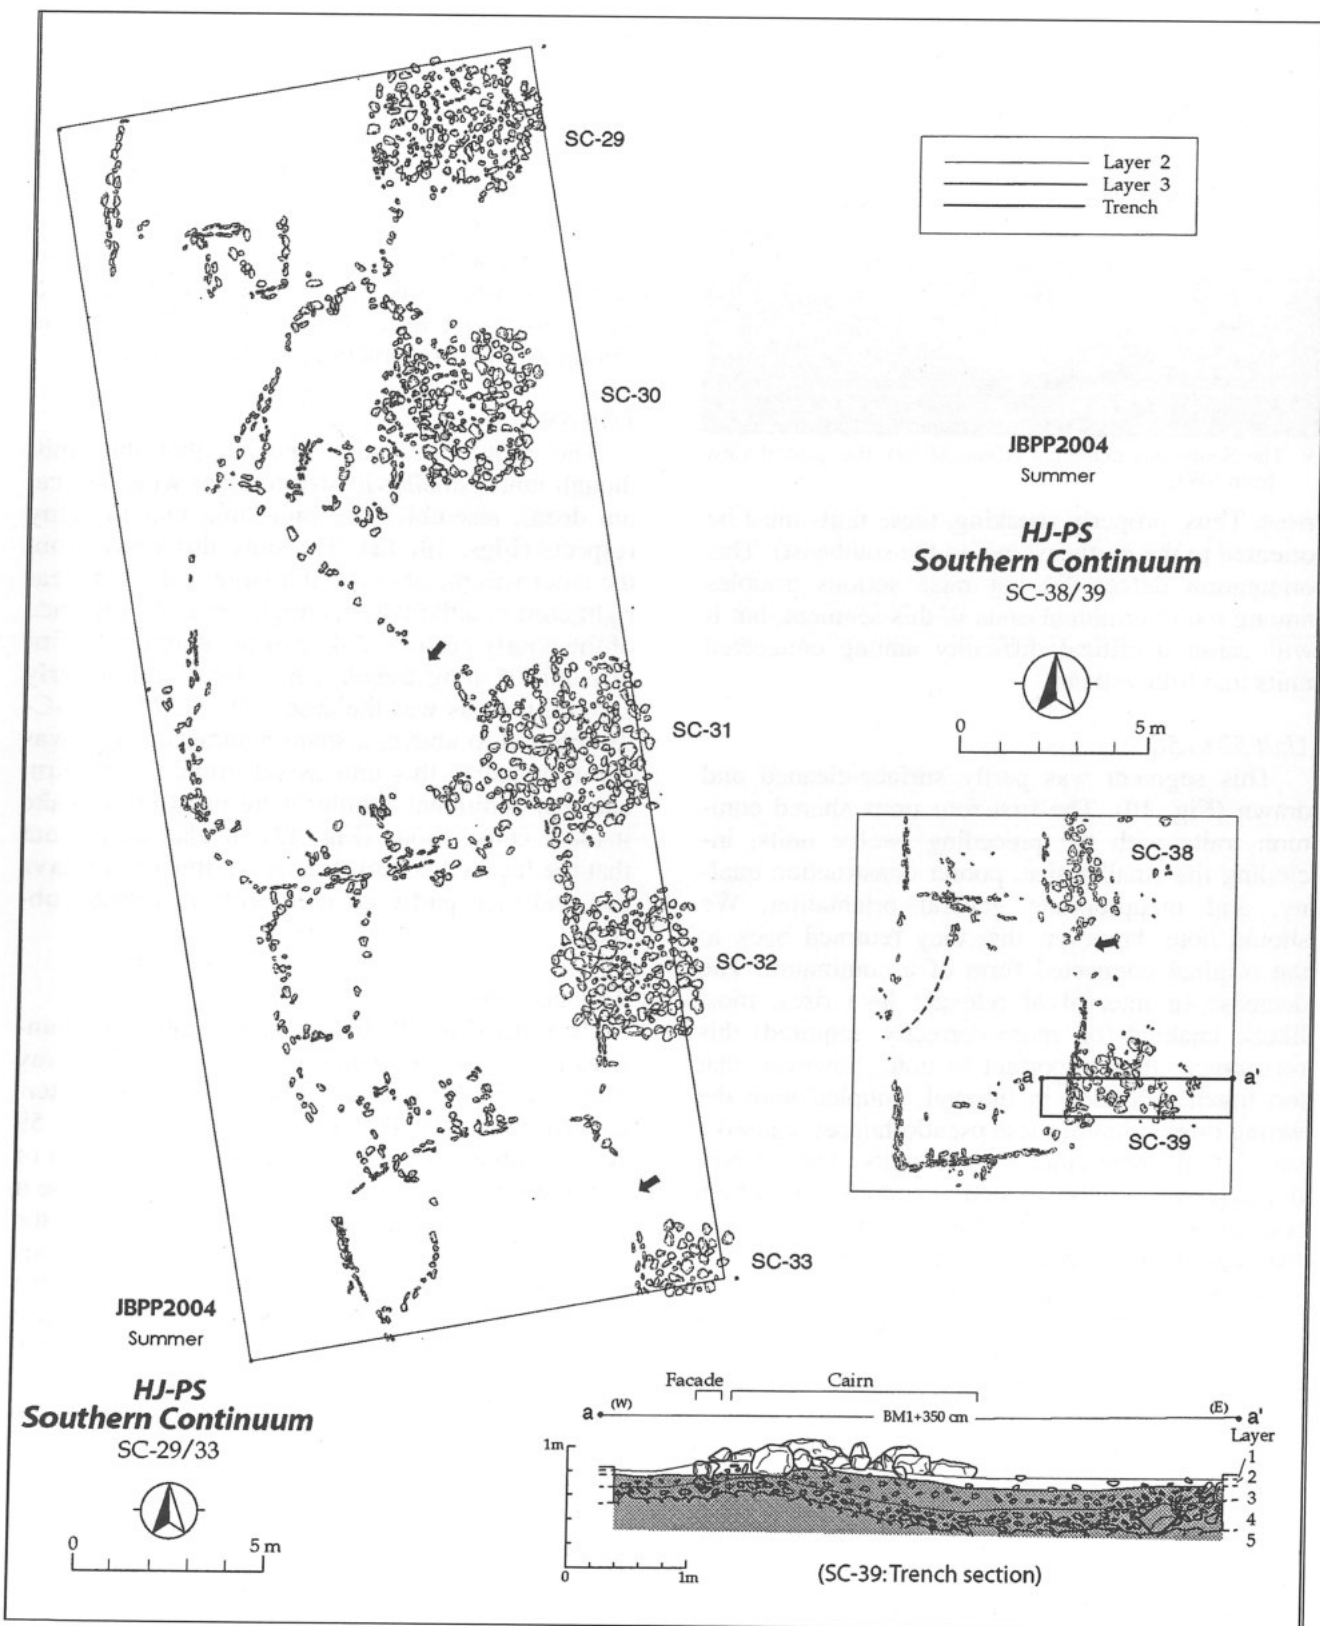 SC-29
Layer 2
Layer 3
Trench
SC-30
JBPP2004
Summer
HJ-PS
Southern Continuum
SC-38/39
0 5 m
SC-31
SC-38
SC-32
a a'
SC-39
SC-33
JBPP2004
Summer
HJ-PS
Southern Continuum
SC-29/33
0 5 m
Facade Cairn
a (W) BM1+350 cm (E) a'
Layer
1m
1
2
3
4
5
0 1m
(SC-39:Trench section)